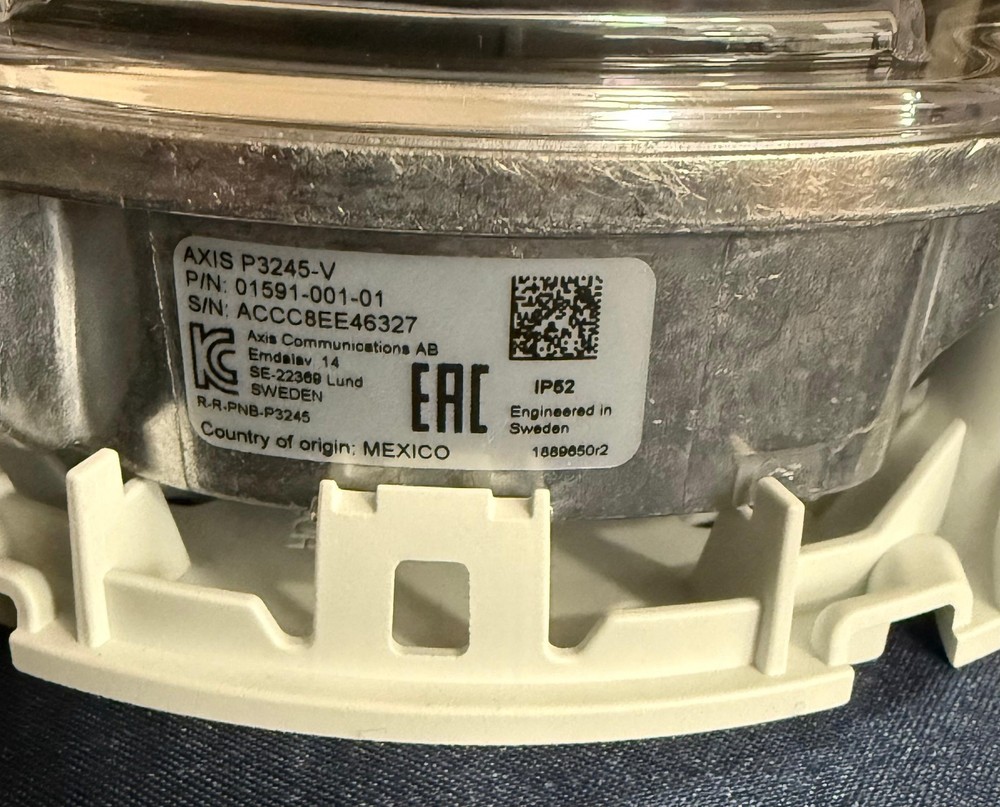 AXIS P3245-V
P/N: 01591-001-01
S/N: ACCC8EE46327
KC
Axis Communications AB
Emdalav. 14
SE-22369 Lund
SWEDEN
R-R-PNB-P3245
Country of origin: MEXICO
EAC
IP52
Engineered in
Sweden
1889650r2